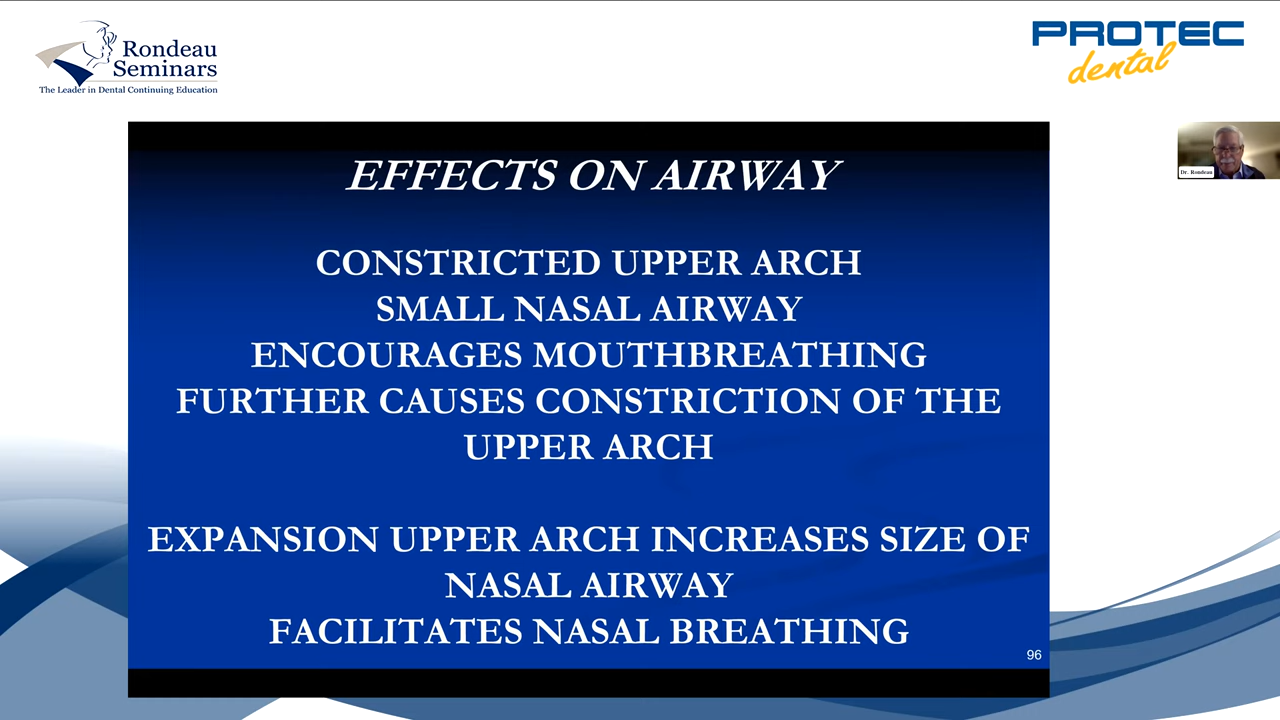 Rondeau
Seminars
The Leader in Dental Continuing Education
PROTEC
dental
Dr. Rondeau
EFFECTS ON AIRWAY
CONSTRICTED UPPER ARCH
SMALL NASAL AIRWAY
ENCOURAGES MOUTHBREATHING
FURTHER CAUSES CONSTRICTION OF THE
UPPER ARCH
EXPANSION UPPER ARCH INCREASES SIZE OF
NASAL AIRWAY
FACILITATES NASAL BREATHING
96